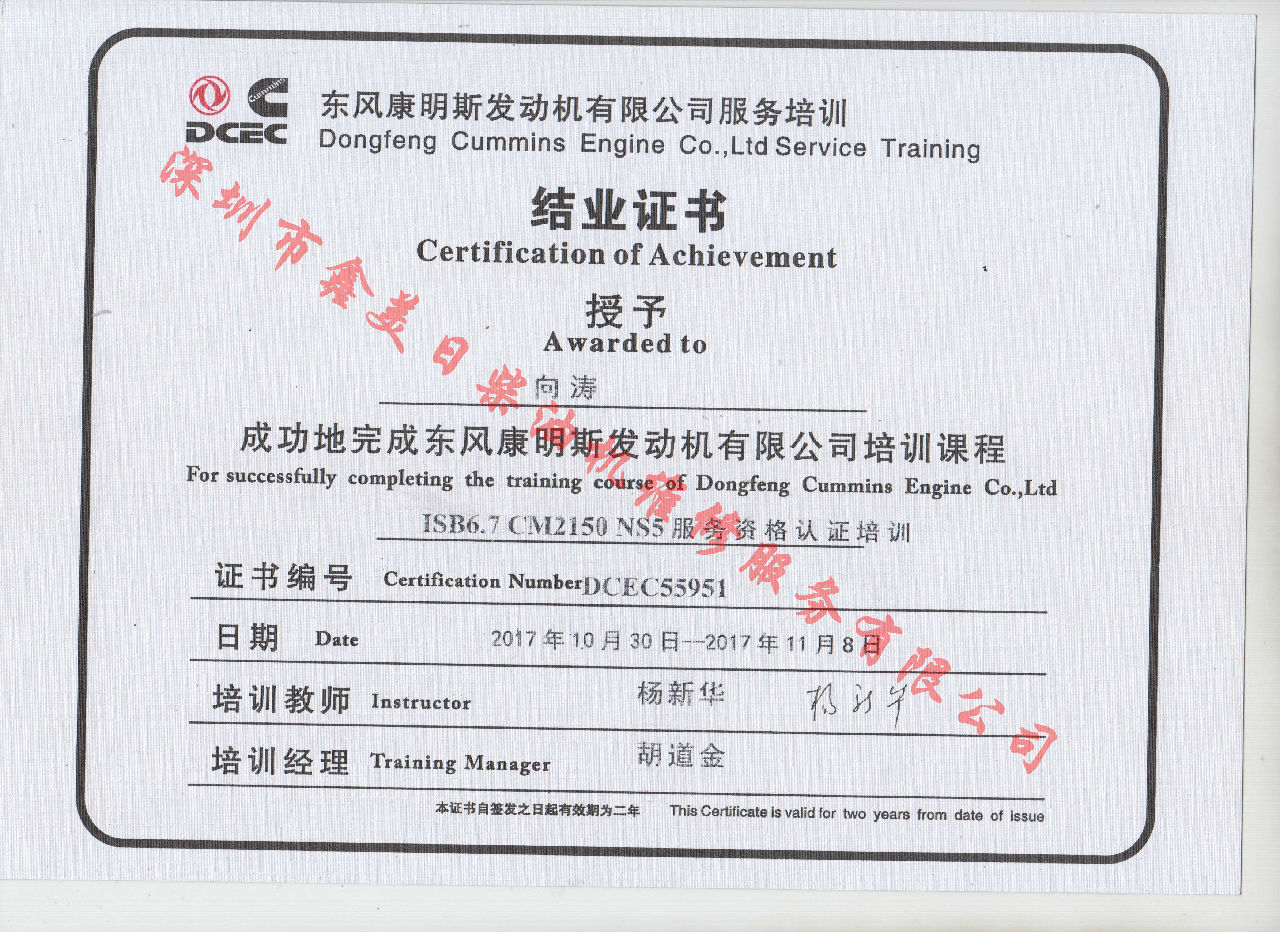 Cummins
DCEC
东风康明斯发动机有限公司服务培训
Dongfeng Cummins Engine Co.,Ltd Service Training
结业证书
Certification of Achievement
授予
Awarded to
向涛
成功地完成东风康明斯发动机有限公司培训课程
For successfully completing the training course of Dongfeng Cummins Engine Co.,Ltd
ISB6.7 CM2150 NS5服务资格认证培训
证书编号 Certification Number DCEC55951
日期 Date 2017年10月30日—2017年11月8日
培训教师 Instructor 杨新华 杨新华
培训经理 Training Manager 胡道金
本证书自签发之日起有效期为二年 This Certificate is valid for two years from date of issue
深圳市鑫美日柴油机维修服务有限公司